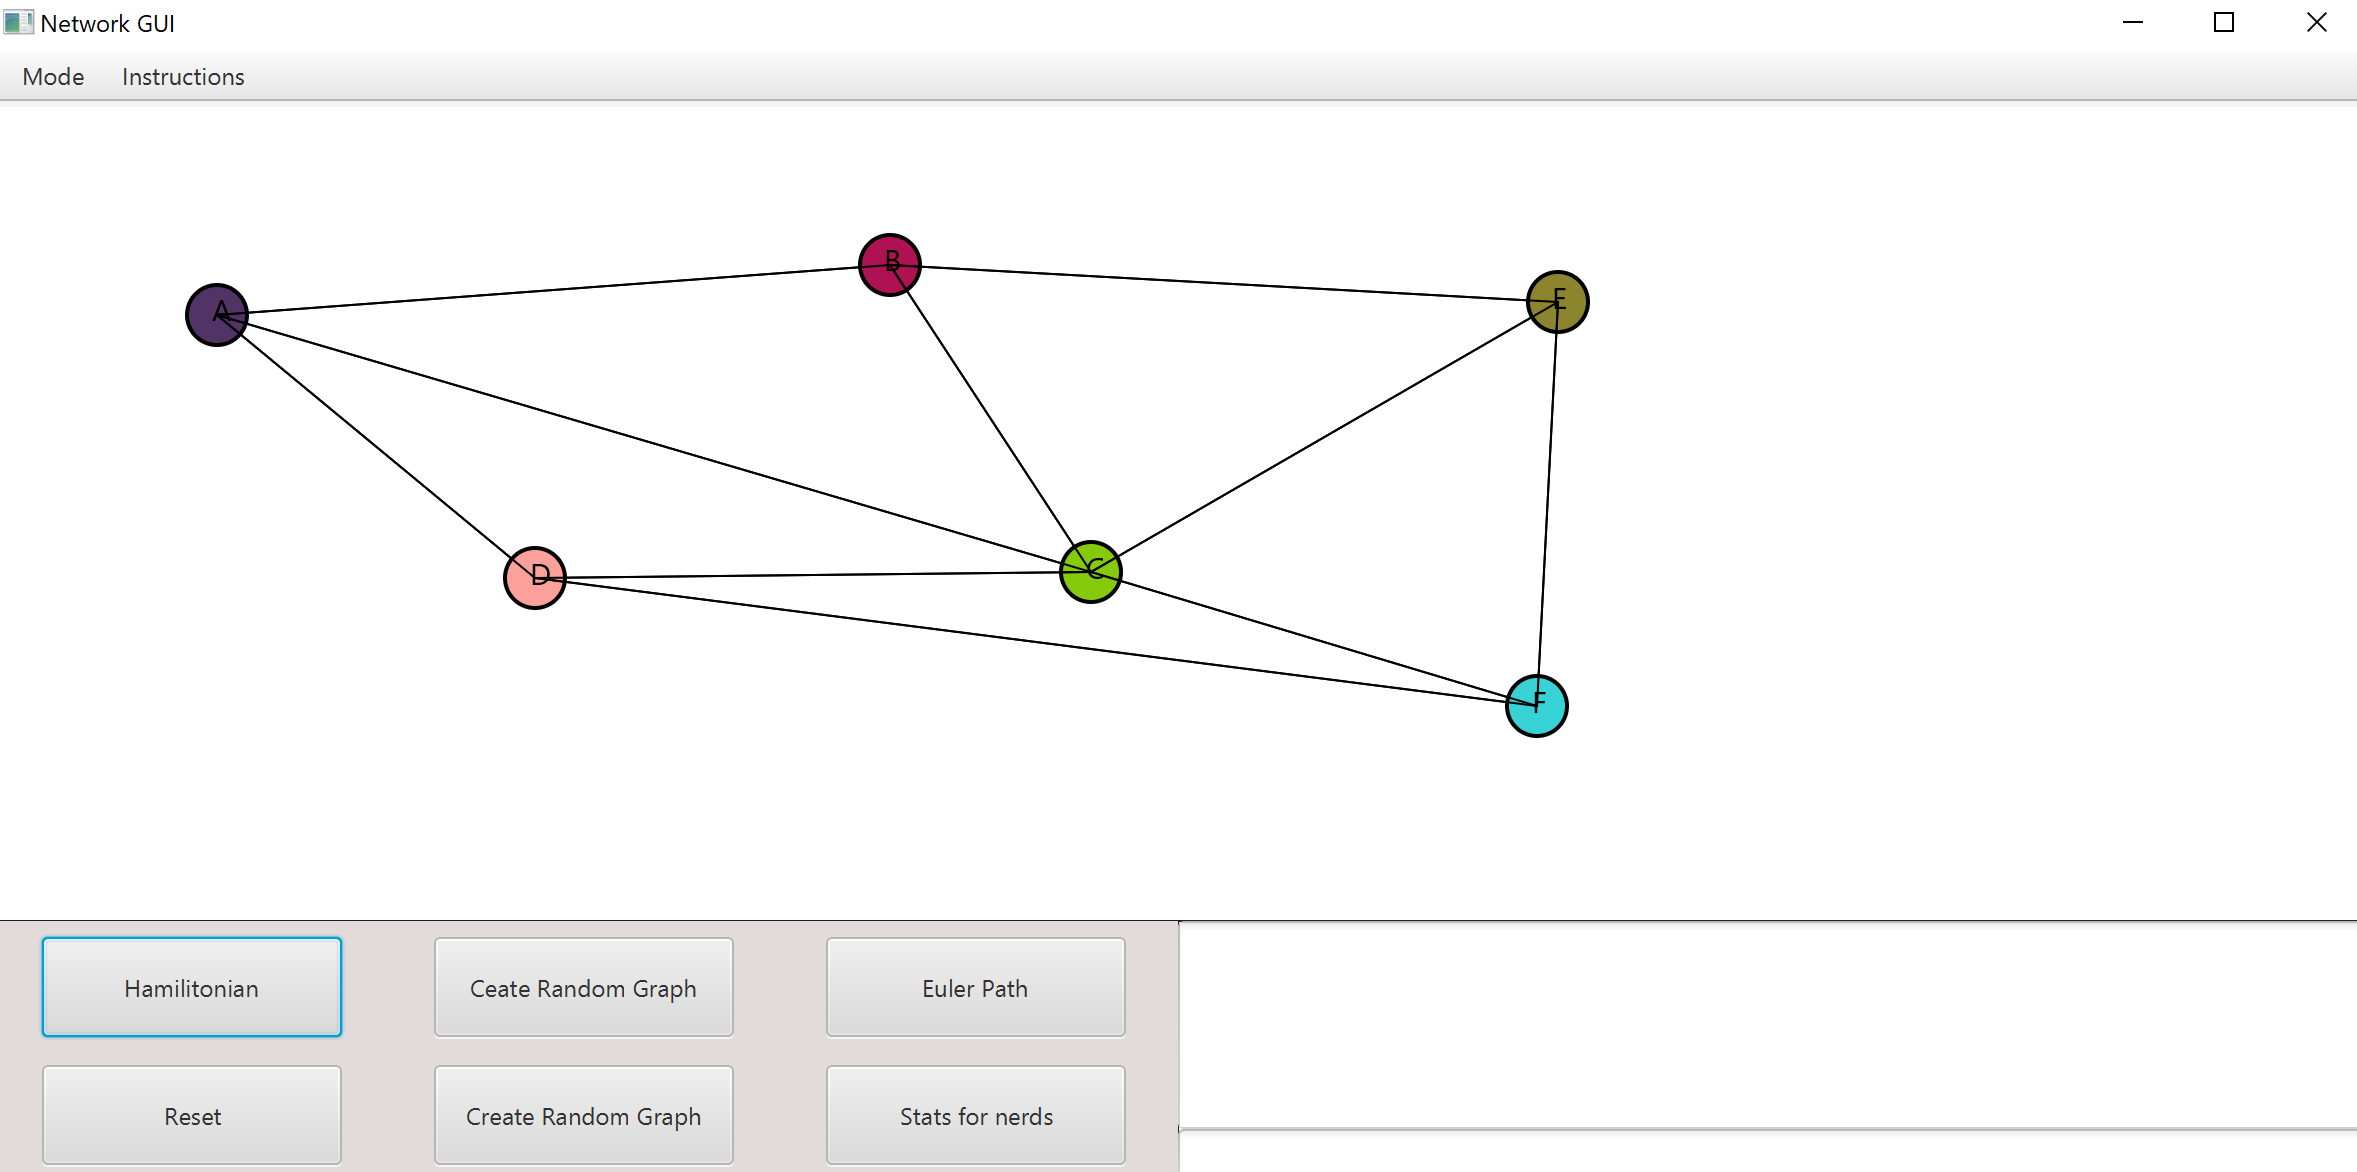 Network GUI
Mode Instructions
B
E
A
D
C
F
Hamilitonian Ceate Random Graph Euler Path
Reset Create Random Graph Stats for nerds